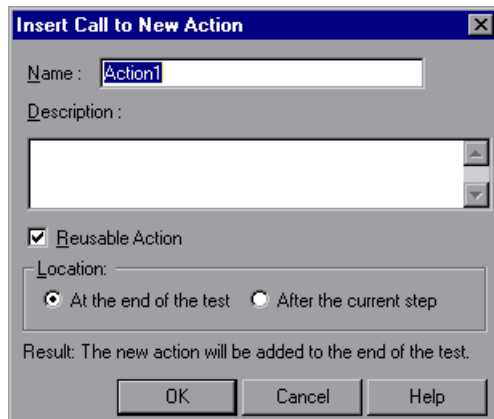 Insert Call to New Action
Name : Action1
Description :
Reusable Action
Location:
At the end of the test After the current step
Result: The new action will be added to the end of the test.
OK Cancel Help